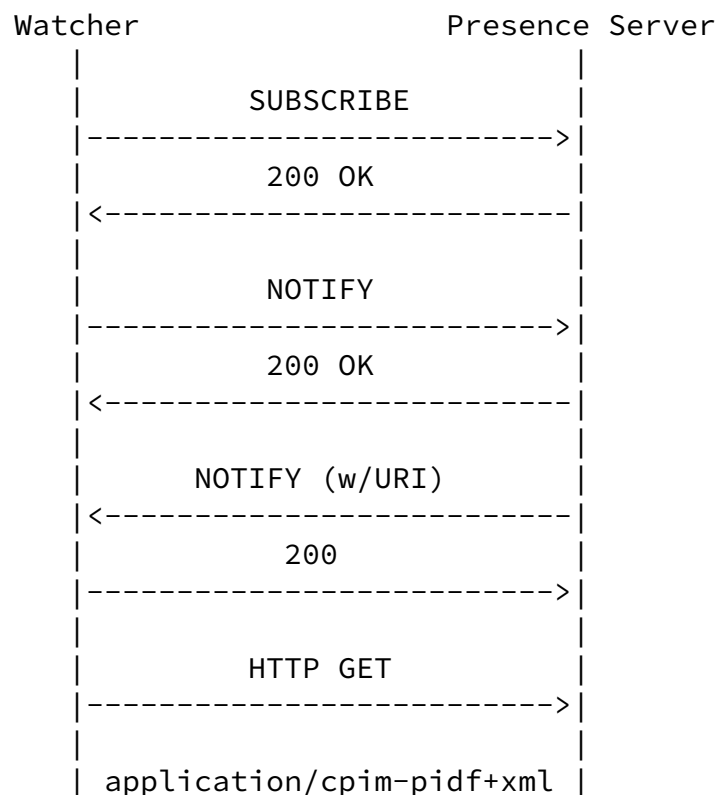 Watcher                 Presence Server
   |                           |
   |         SUBSCRIBE         |
   |-------------------------->|
   |          200 OK           |
   |<--------------------------|
   |                           |
   |          NOTIFY           |
   |-------------------------->|
   |          200 OK           |
   |<--------------------------|
   |                           |
   |      NOTIFY (w/URI)       |
   |<--------------------------|
   |           200             |
   |-------------------------->|
   |                           |
   |         HTTP GET          |
   |-------------------------->|
   |                           |
   | application/cpim-pidf+xml |